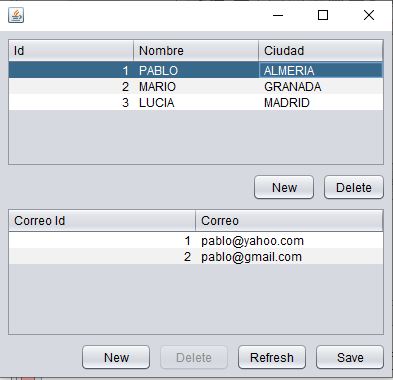 Id Nombre Ciudad
1 PABLO ALMERIA
2 MARIO GRANADA
3 LUCIA MADRID
New Delete
Correo Id Correo
1 pablo@yahoo.com
2 pablo@gmail.com
New Delete Refresh Save